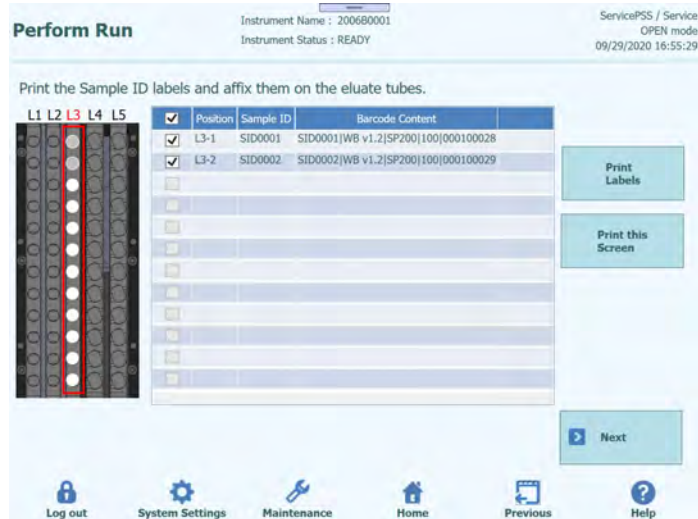 Perform Run
Instrument Name : 200680001
Instrument Status : READY
ServicePSS / Service
OPEN mode
09/29/2020 16:55:29
Print the Sample ID labels and affix them on the eluate tubes.
L1 L2 L3 L4 L5
Position Sample ID Barcode Content
L3-1 SID0001 SID0001|WB v1.2|SP200|100|000100028
L3-2 SID0002 SID0002|WB v1.2|SP200|100|000100029
Print
Labels
Print this
Screen
Next
Log out System Settings Maintenance Home Previous Help